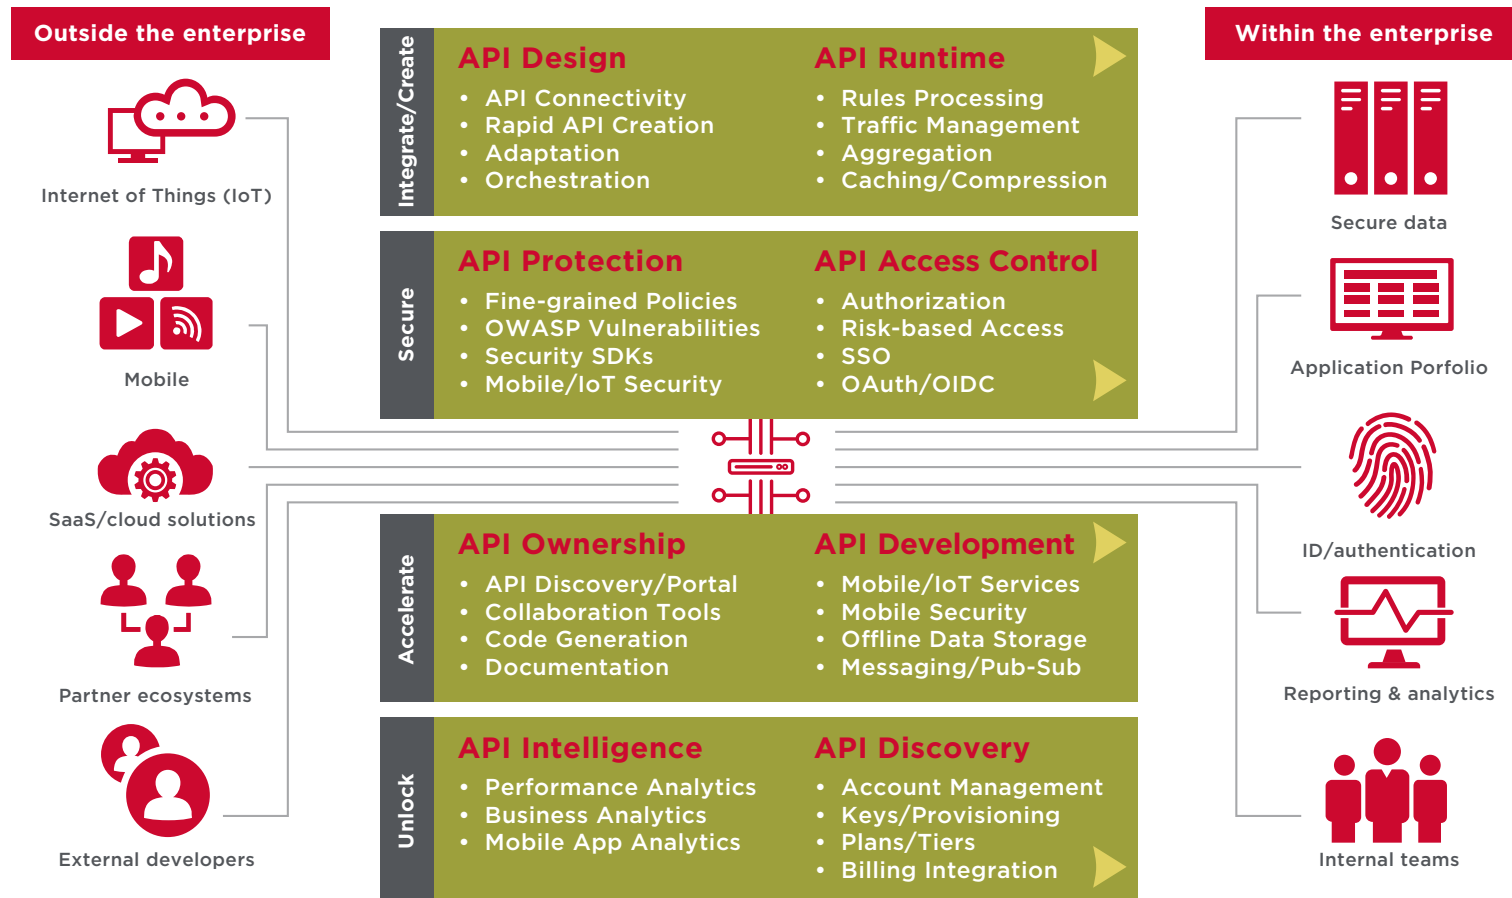 Outside the enterprise
Internet of Things (IoT)
Mobile
SaaS/cloud solutions
Partner ecosystems
External developers
Integrate/Create
API Design
• API Connectivity
• Rapid API Creation
• Adaptation
• Orchestration
API Runtime
• Rules Processing
• Traffic Management
• Aggregation
• Caching/Compression
Secure
API Protection
• Fine-grained Policies
• OWASP Vulnerabilities
• Security SDKs
• Mobile/IoT Security
API Access Control
• Authorization
• Risk-based Access
• SSO
• OAuth/OIDC
Accelerate
API Ownership
• API Discovery/Portal
• Collaboration Tools
• Code Generation
• Documentation
API Development
• Mobile/IoT Services
• Mobile Security
• Offline Data Storage
• Messaging/Pub-Sub
Unlock
API Intelligence
• Performance Analytics
• Business Analytics
• Mobile App Analytics
API Discovery
• Account Management
• Keys/Provisioning
• Plans/Tiers
• Billing Integration
Within the enterprise
Secure data
Application Porfolio
ID/authentication
Reporting & analytics
Internal teams